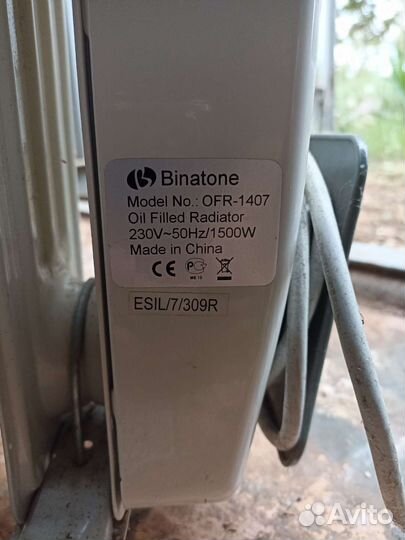 Binatone
Model No.: OFR-1407
Oil Filled Radiator
230V~50Hz/1500W
Made in China
CE
ESIL/7/309R
Avito